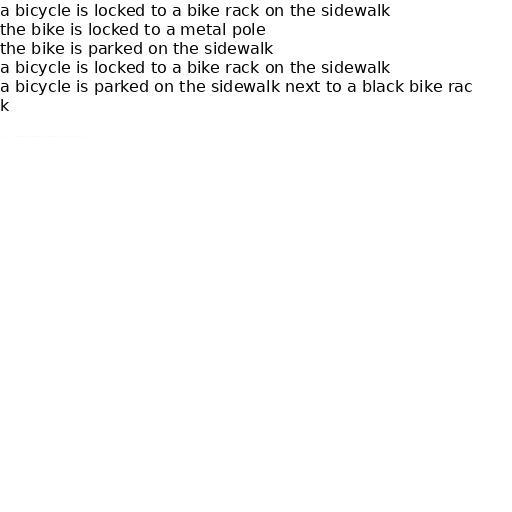 a bicycle is locked to a bike rack on the sidewalk
the bike is locked to a metal pole
the bike is parked on the sidewalk
a bicycle is locked to a bike rack on the sidewalk
a bicycle is parked on the sidewalk next to a black bike rac
k